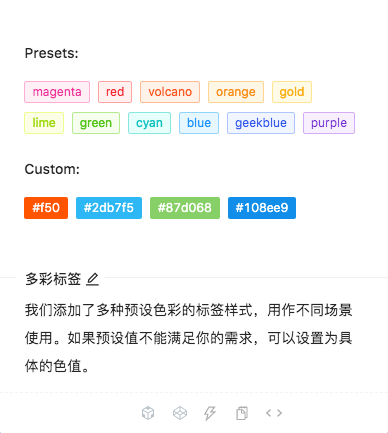 Presets:
magenta red volcano orange gold
lime green cyan blue geekblue purple
Custom:
#f50 #2db7f5 #87d068 #108ee9
多彩标签
我们添加了多种预设色彩的标签样式，用作不同场景
使用。如果预设值不能满足你的需求，可以设置为具
体的色值。